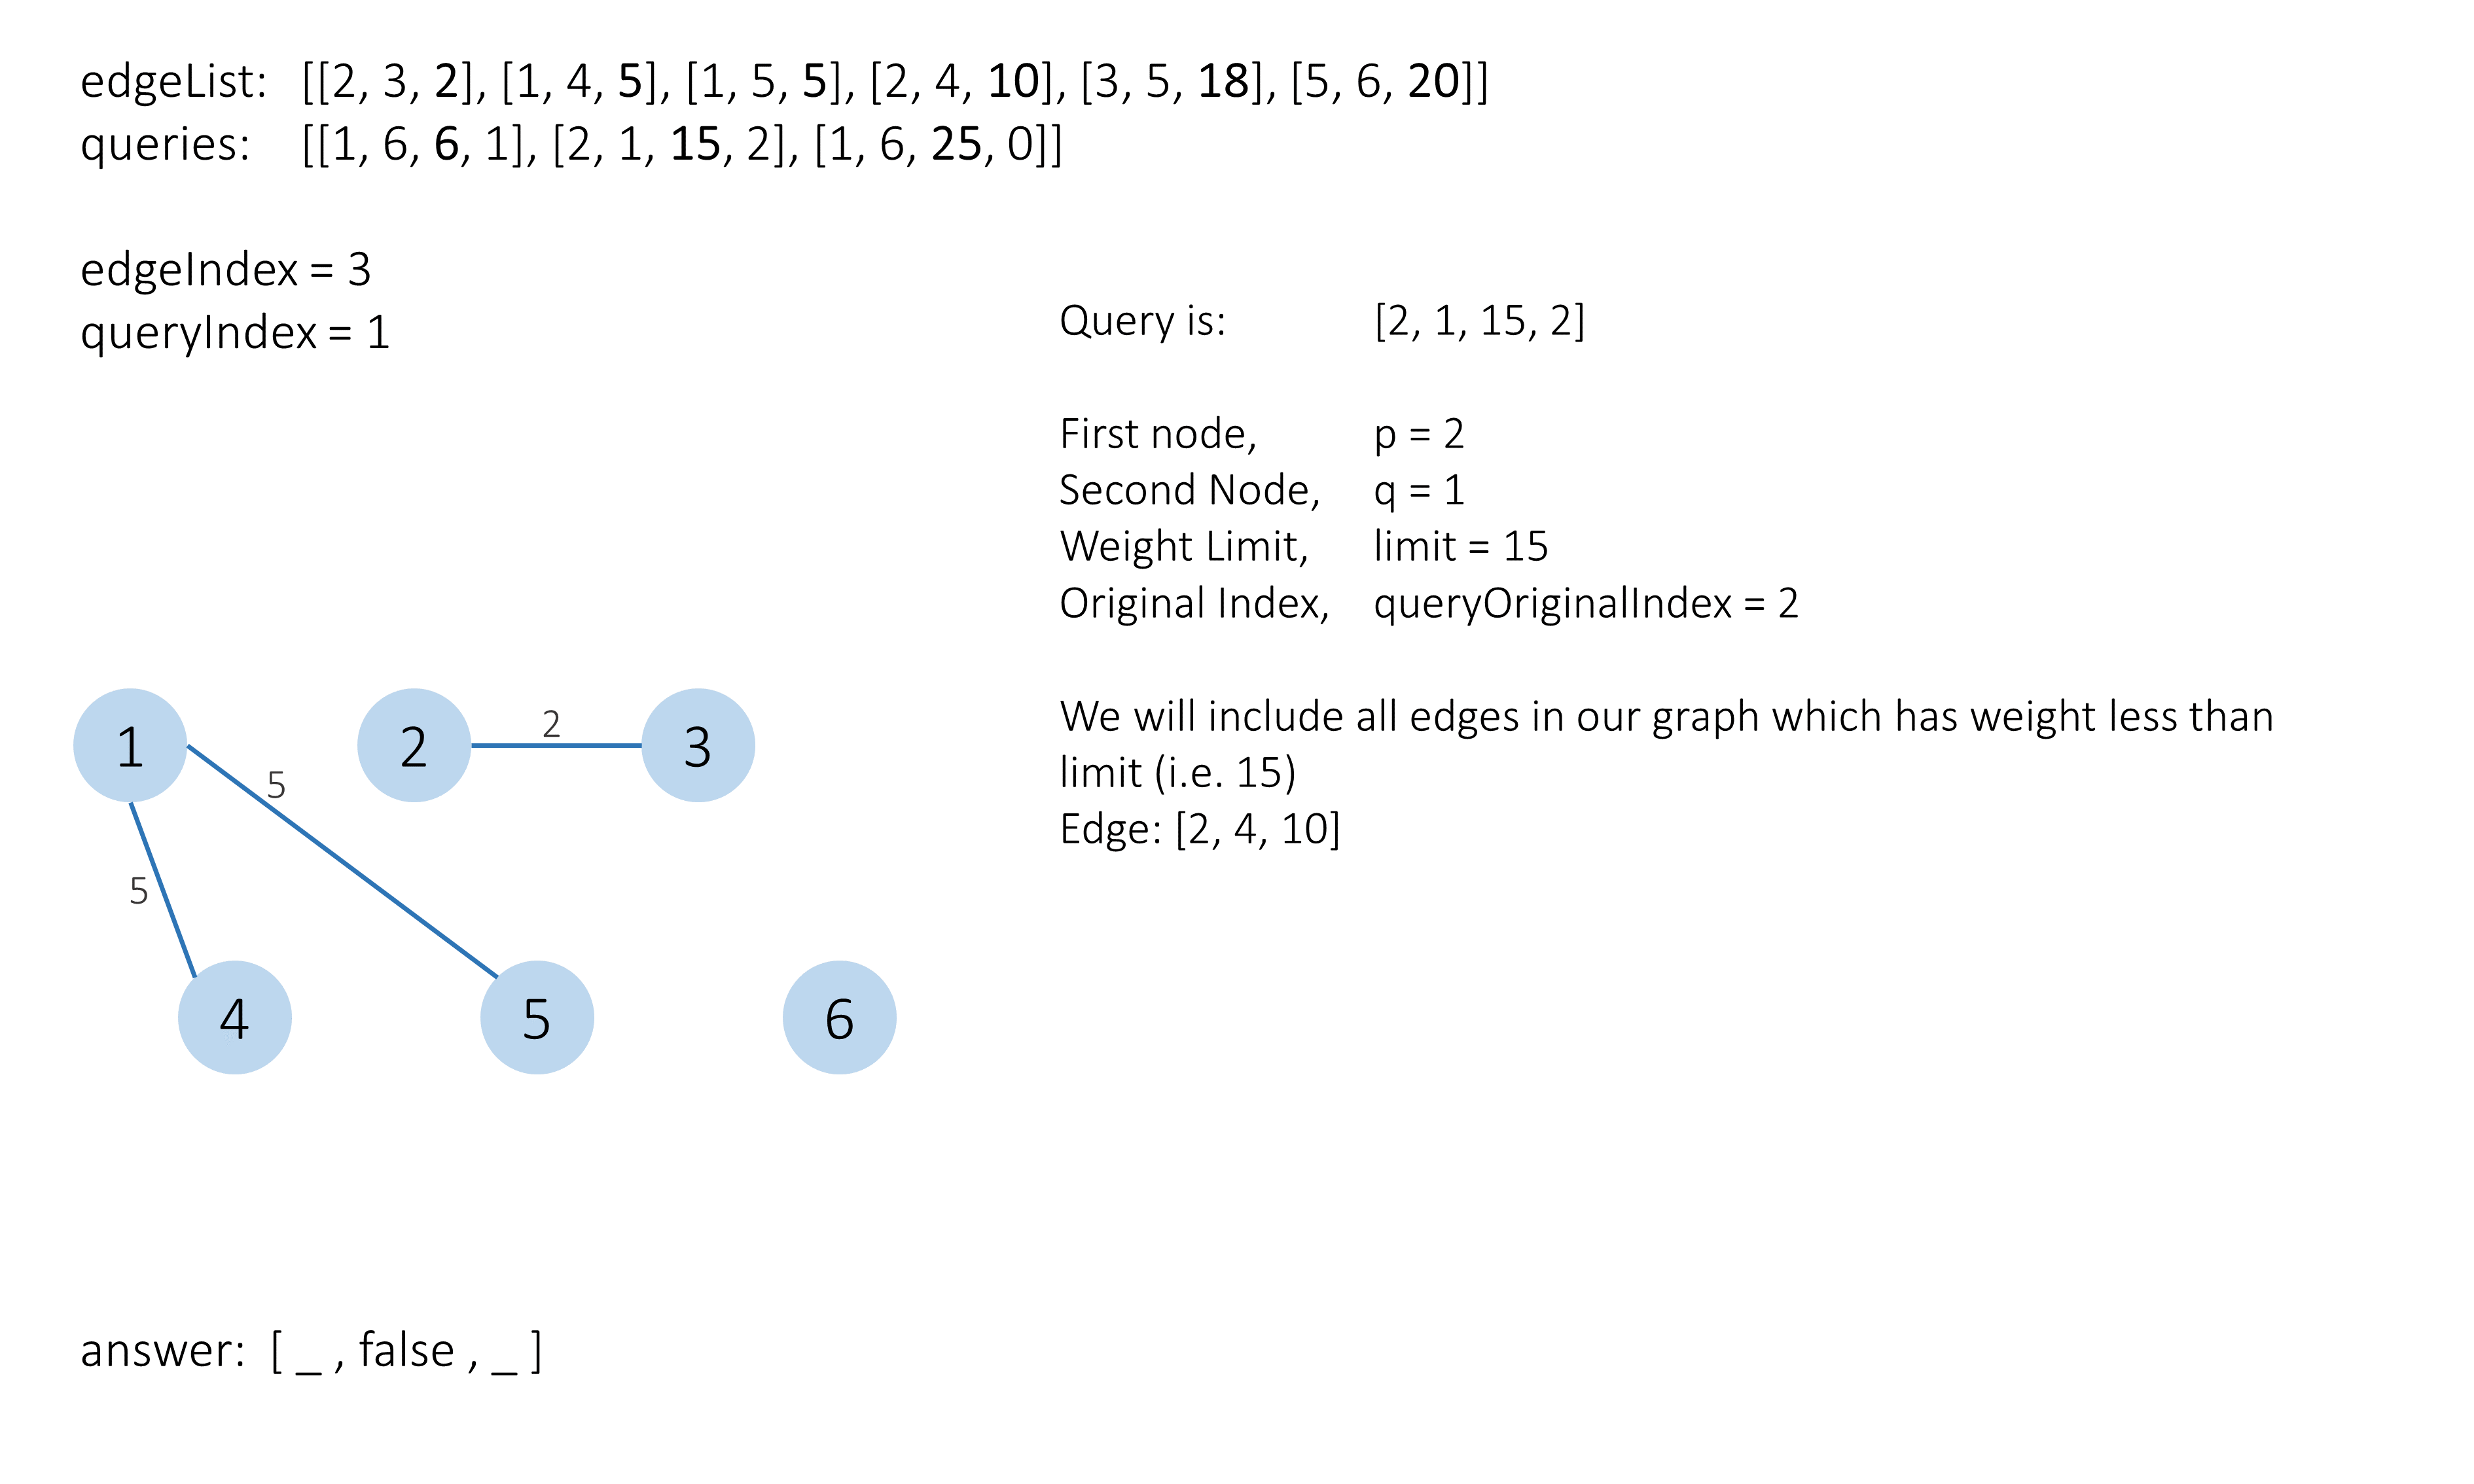 edgeList: [[2, 3, 2], [1, 4, 5], [1, 5, 5], [2, 4, 10], [3, 5, 18], [5, 6, 20]]
queries: [[1, 6, 6, 1], [2, 1, 15, 2], [1, 6, 25, 0]]
edgeIndex = 3
queryIndex = 1
Query is: [2, 1, 15, 2]
First node, p = 2
Second Node, q = 1
Weight Limit, limit = 15
Original Index, queryOriginalIndex = 2
We will include all edges in our graph which has weight less than
limit (i.e. 15)
Edge: [2, 4, 10]
1
2
2
3
5
5
4
5
6
answer: [ _ , false , _ ]